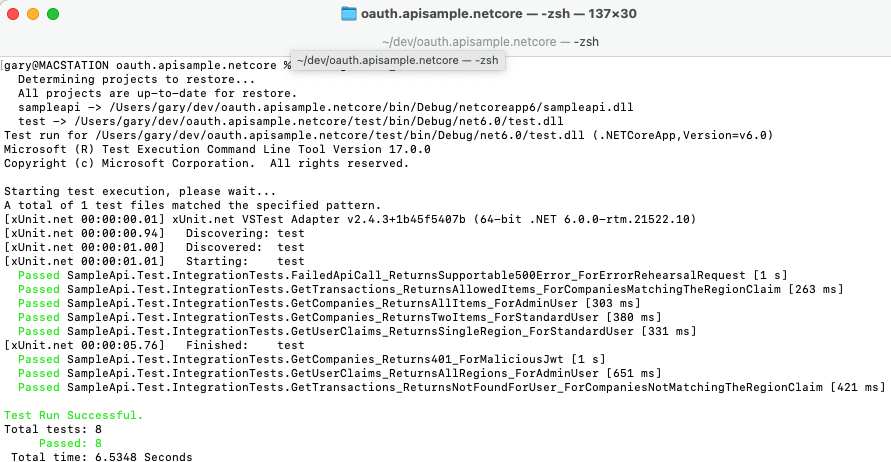 oauth.apisample.netcore — -zsh — 137×30
~/dev/oauth.apisample.netcore — -zsh
gary@MACSTATION oauth.apisample.netcore %
~/dev/oauth.apisample.netcore — -zsh
Determining projects to restore...
All projects are up-to-date for restore.
sampleapi -> /Users/gary/dev/oauth.apisample.netcore/bin/Debug/netcoreapp6/sampleapi.dll
test -> /Users/gary/dev/oauth.apisample.netcore/test/bin/Debug/net6.0/test.dll
Test run for /Users/gary/dev/oauth.apisample.netcore/test/bin/Debug/net6.0/test.dll (.NETCoreApp,Version=v6.0)
Microsoft (R) Test Execution Command Line Tool Version 17.0.0
Copyright (c) Microsoft Corporation.  All rights reserved.
Starting test execution, please wait...
A total of 1 test files matched the specified pattern.
[xUnit.net 00:00:00.01] xUnit.net VSTest Adapter v2.4.3+1b45f5407b (64-bit .NET 6.0.0-rtm.21522.10)
[xUnit.net 00:00:00.94]   Discovering: test
[xUnit.net 00:00:01.00]   Discovered:  test
[xUnit.net 00:00:01.01]   Starting:    test
Passed SampleApi.Test.IntegrationTests.FailedApiCall_ReturnsSupportable500Error_ForErrorRehearsalRequest [1 s]
Passed SampleApi.Test.IntegrationTests.GetTransactions_ReturnsAllowedItems_ForCompaniesMatchingTheRegionClaim [263 ms]
Passed SampleApi.Test.IntegrationTests.GetCompanies_ReturnsAllItems_ForAdminUser [303 ms]
Passed SampleApi.Test.IntegrationTests.GetCompanies_ReturnsTwoItems_ForStandardUser [380 ms]
Passed SampleApi.Test.IntegrationTests.GetUserClaims_ReturnsSingleRegion_ForStandardUser [331 ms]
[xUnit.net 00:00:05.76]   Finished:    test
Passed SampleApi.Test.IntegrationTests.GetCompanies_Returns401_ForMaliciousJwt [1 s]
Passed SampleApi.Test.IntegrationTests.GetUserClaims_ReturnsAllRegions_ForAdminUser [651 ms]
Passed SampleApi.Test.IntegrationTests.GetTransactions_ReturnsNotFoundForUser_ForCompaniesNotMatchingTheRegionClaim [421 ms]
Test Run Successful.
Total tests: 8
Passed: 8
Total time: 6.5348 Seconds